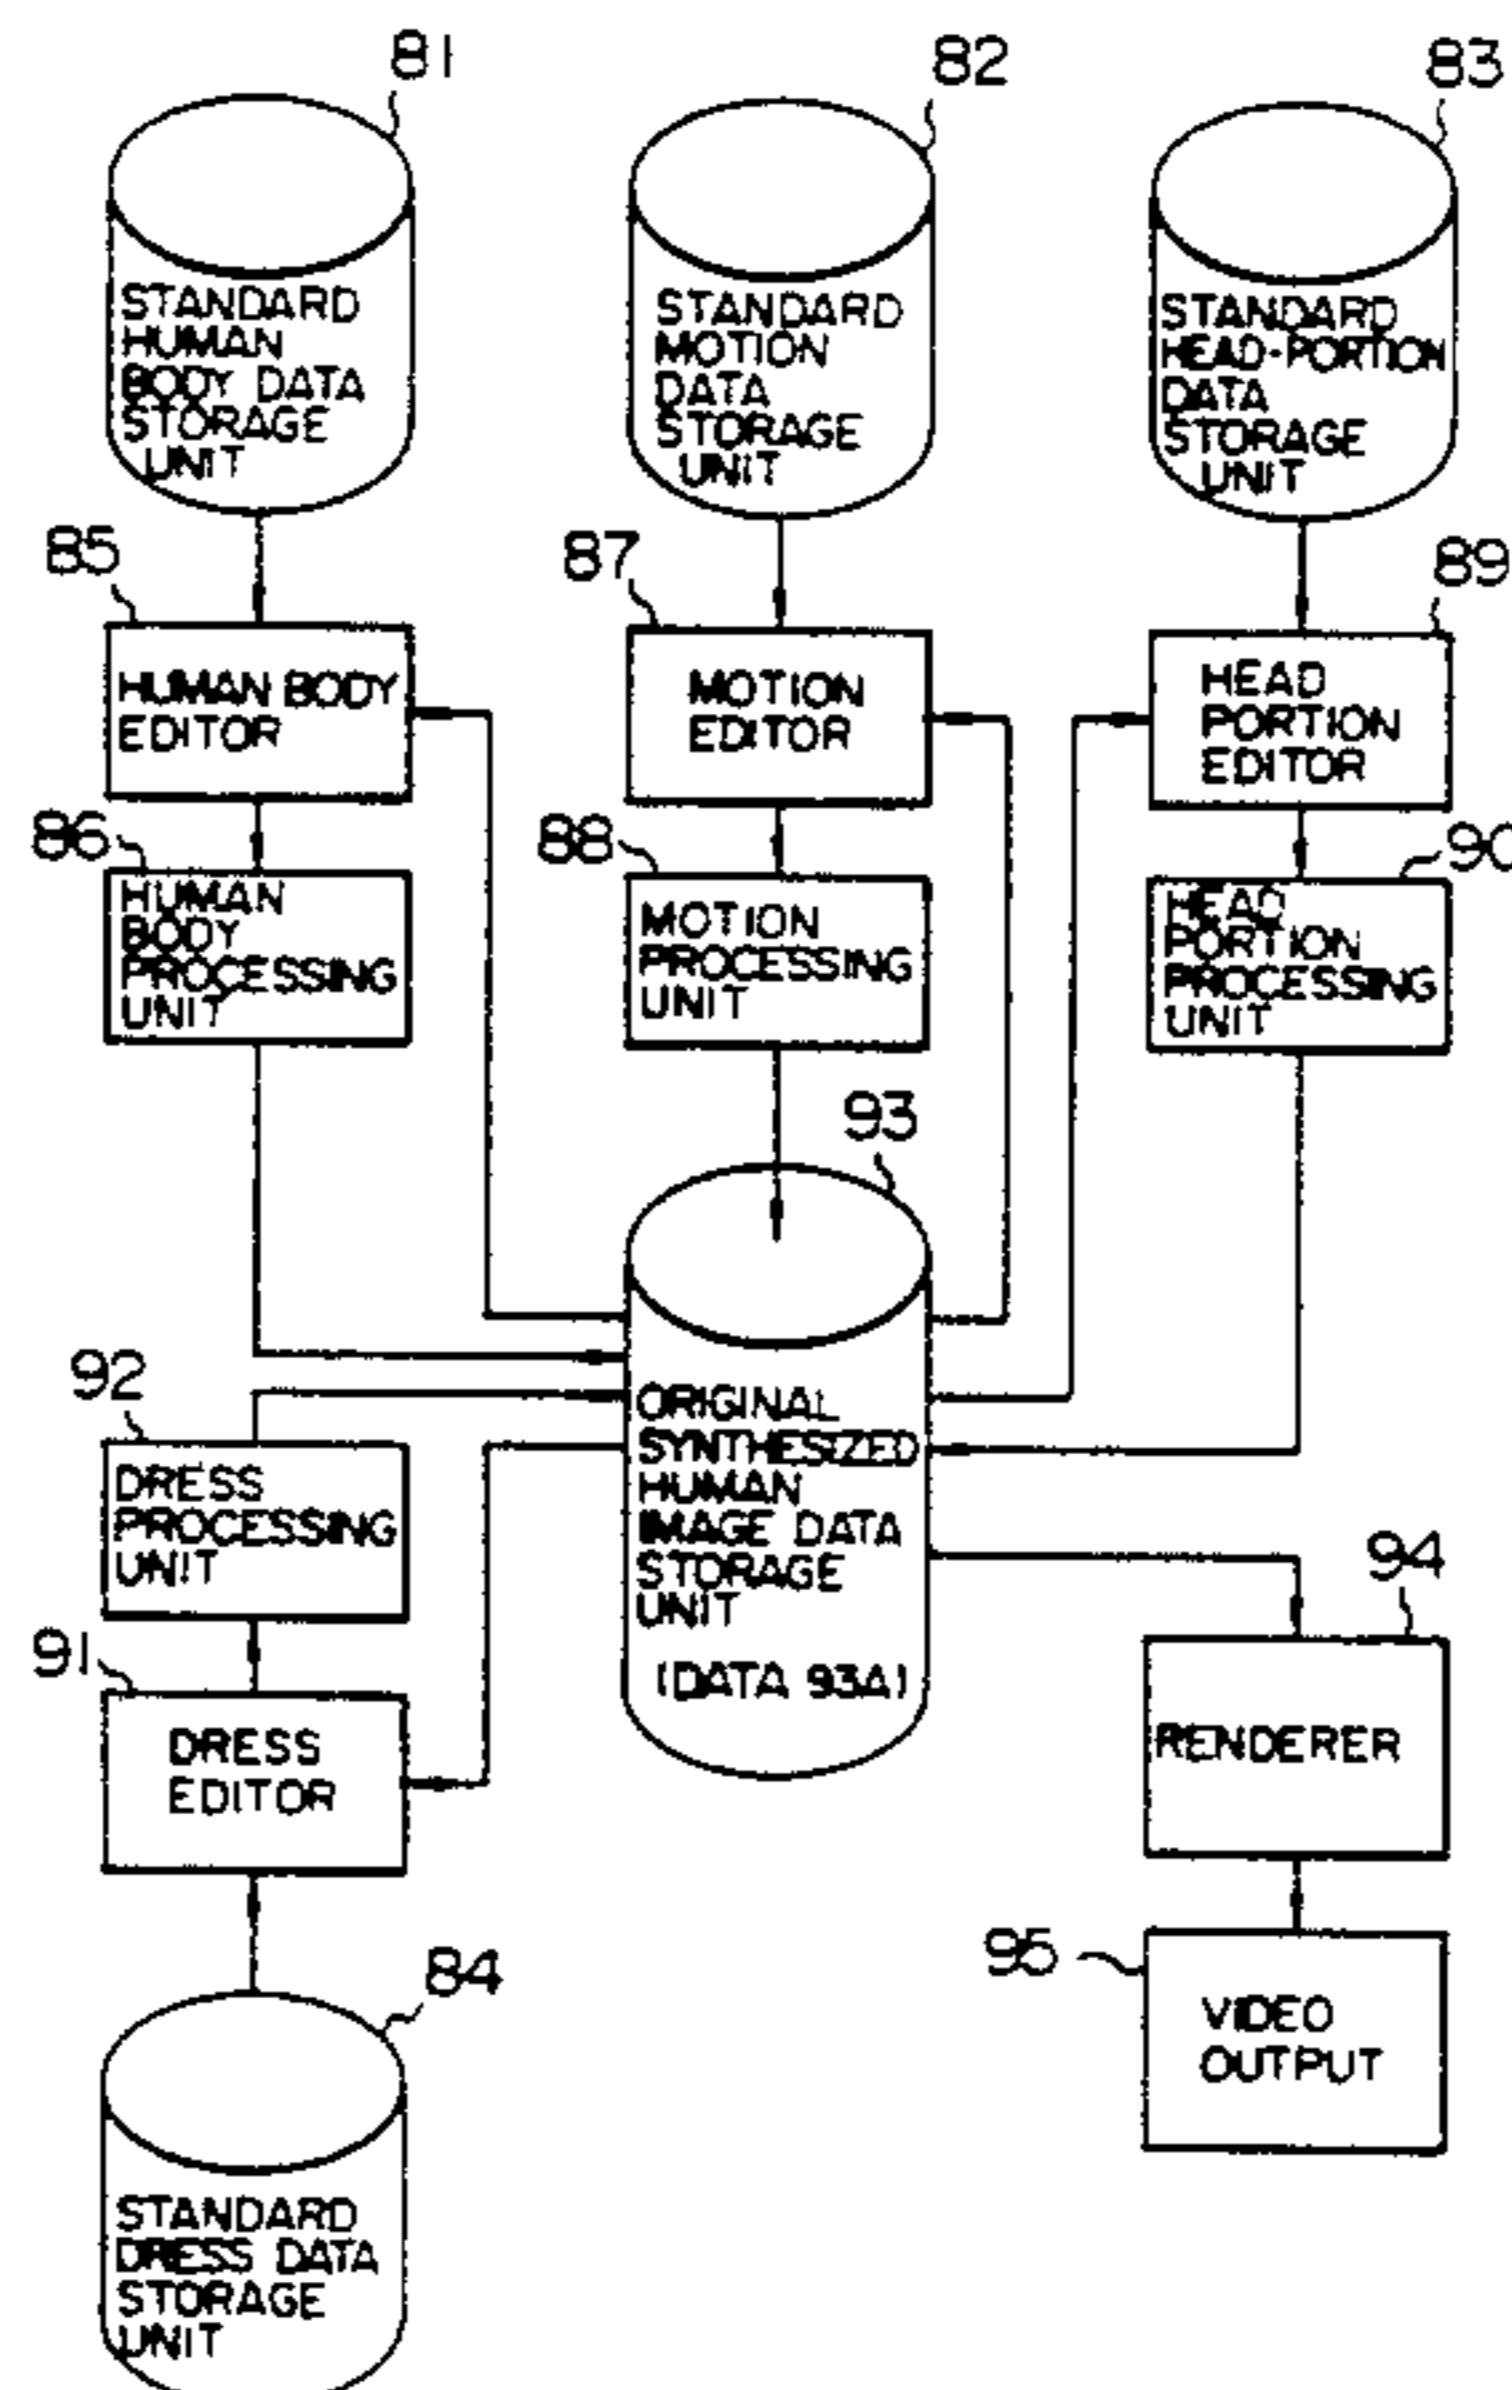 81
82
83
STANDARD
HUMAN
BODY DATA
STORAGE
UNIT
STANDARD
MOTION
DATA
STORAGE
UNIT
STANDARD
HEAD-PORTION
DATA
STORAGE
UNIT
85
87
89
HUMAN BODY
EDITOR
MOTION
EDITOR
HEAD
PORTION
EDITOR
86
88
90
HUMAN
BODY
PROCESSING
UNIT
MOTION
PROCESSING
UNIT
HEAD
PORTION
PROCESSING
UNIT
93
92
ORIGINAL
SYNTHESIZED
HUMAN
IMAGE DATA
STORAGE
UNIT
(DATA 93A)
DRESS
PROCESSING
UNIT
94
91
DRESS
EDITOR
RENDERER
95
84
VIDEO
OUTPUT
STANDARD
DRESS DATA
STORAGE
UNIT